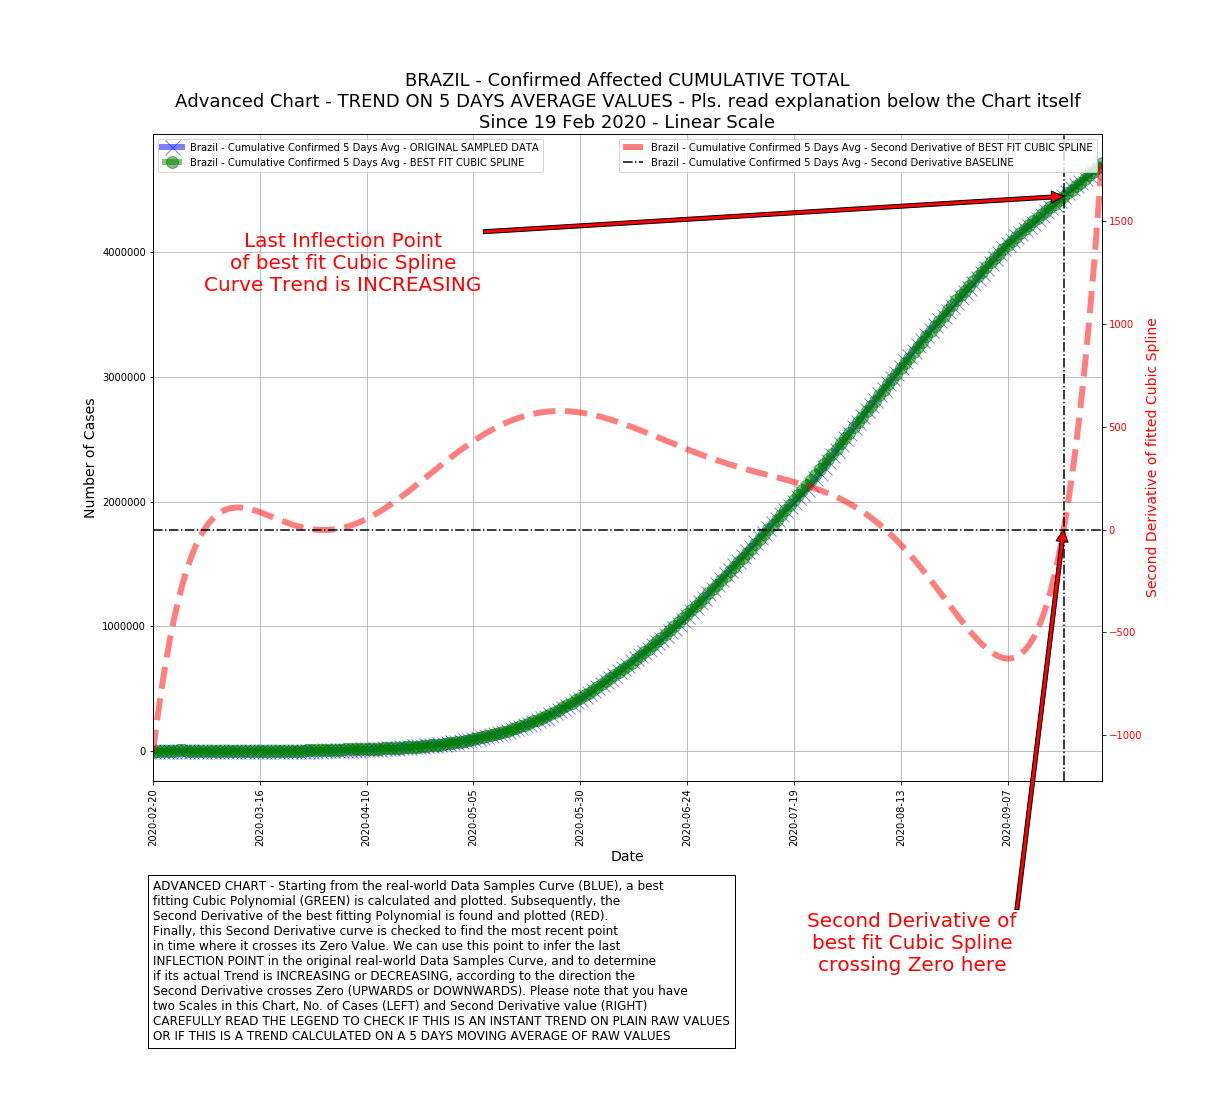 BRAZIL - Confirmed Affected CUMULATIVE TOTAL
Advanced Chart - TREND ON 5 DAYS AVERAGE VALUES - Pls. read explanation below the Chart itself
Since 19 Feb 2020 - Linear Scale
Brazil - Cumulative Confirmed 5 Days Avg - ORIGINAL SAMPLED DATA
Brazil - Cumulative Confirmed 5 Days Avg - BEST FIT CUBIC SPLINE
Brazil - Cumulative Confirmed 5 Days Avg - Second Derivative of BEST FIT CUBIC SPLINE
Brazil - Cumulative Confirmed 5 Days Avg - Second Derivative BASELINE
Last Inflection Point
of best fit Cubic Spline
Curve Trend is INCREASING
Number of Cases
4000000
3000000
2000000
1000000
0
1500
1000
500
0
−500
−1000
Second Derivative of fitted Cubic Spline
2020-02-20
2020-03-16
2020-04-10
2020-05-05
2020-05-30
2020-06-24
2020-07-19
2020-08-13
2020-09-07
Date
ADVANCED CHART - Starting from the real-world Data Samples Curve (BLUE), a best
fitting Cubic Polynomial (GREEN) is calculated and plotted. Subsequently, the
Second Derivative of the best fitting Polynomial is found and plotted (RED).
Finally, this Second Derivative curve is checked to find the most recent point
in time where it crosses its Zero Value. We can use this point to infer the last
INFLECTION POINT in the original real-world Data Samples Curve, and to determine
if its actual Trend is INCREASING or DECREASING, according to the direction the
Second Derivative crosses Zero (UPWARDS or DOWNWARDS). Please note that you have
two Scales in this Chart, No. of Cases (LEFT) and Second Derivative value (RIGHT)
CAREFULLY READ THE LEGEND TO CHECK IF THIS IS AN INSTANT TREND ON PLAIN RAW VALUES
OR IF THIS IS A TREND CALCULATED ON A 5 DAYS MOVING AVERAGE OF RAW VALUES
Second Derivative of
best fit Cubic Spline
crossing Zero here